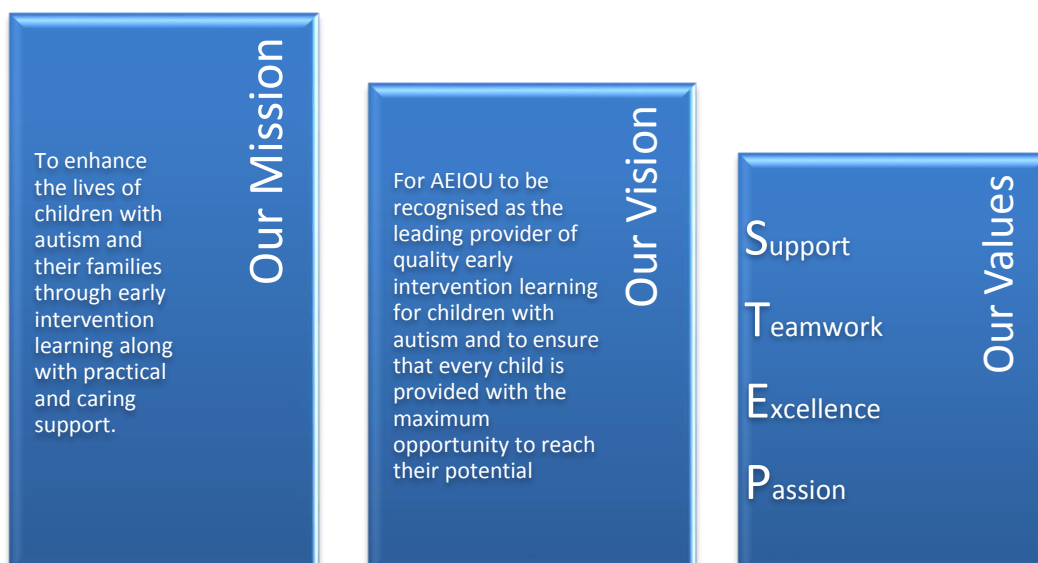 Our Mission
To enhance
the lives of
children with
autism and
their families
through early
intervention
learning along
with practical
and caring
support.
Our Vision
For AEIOU to be
recognised as the
leading provider of
quality early
intervention learning
for children with
autism and to ensure
that every child is
provided with the
maximum
opportunity to reach
their potential
Our Values
Support
Teamwork
Excellence
Passion